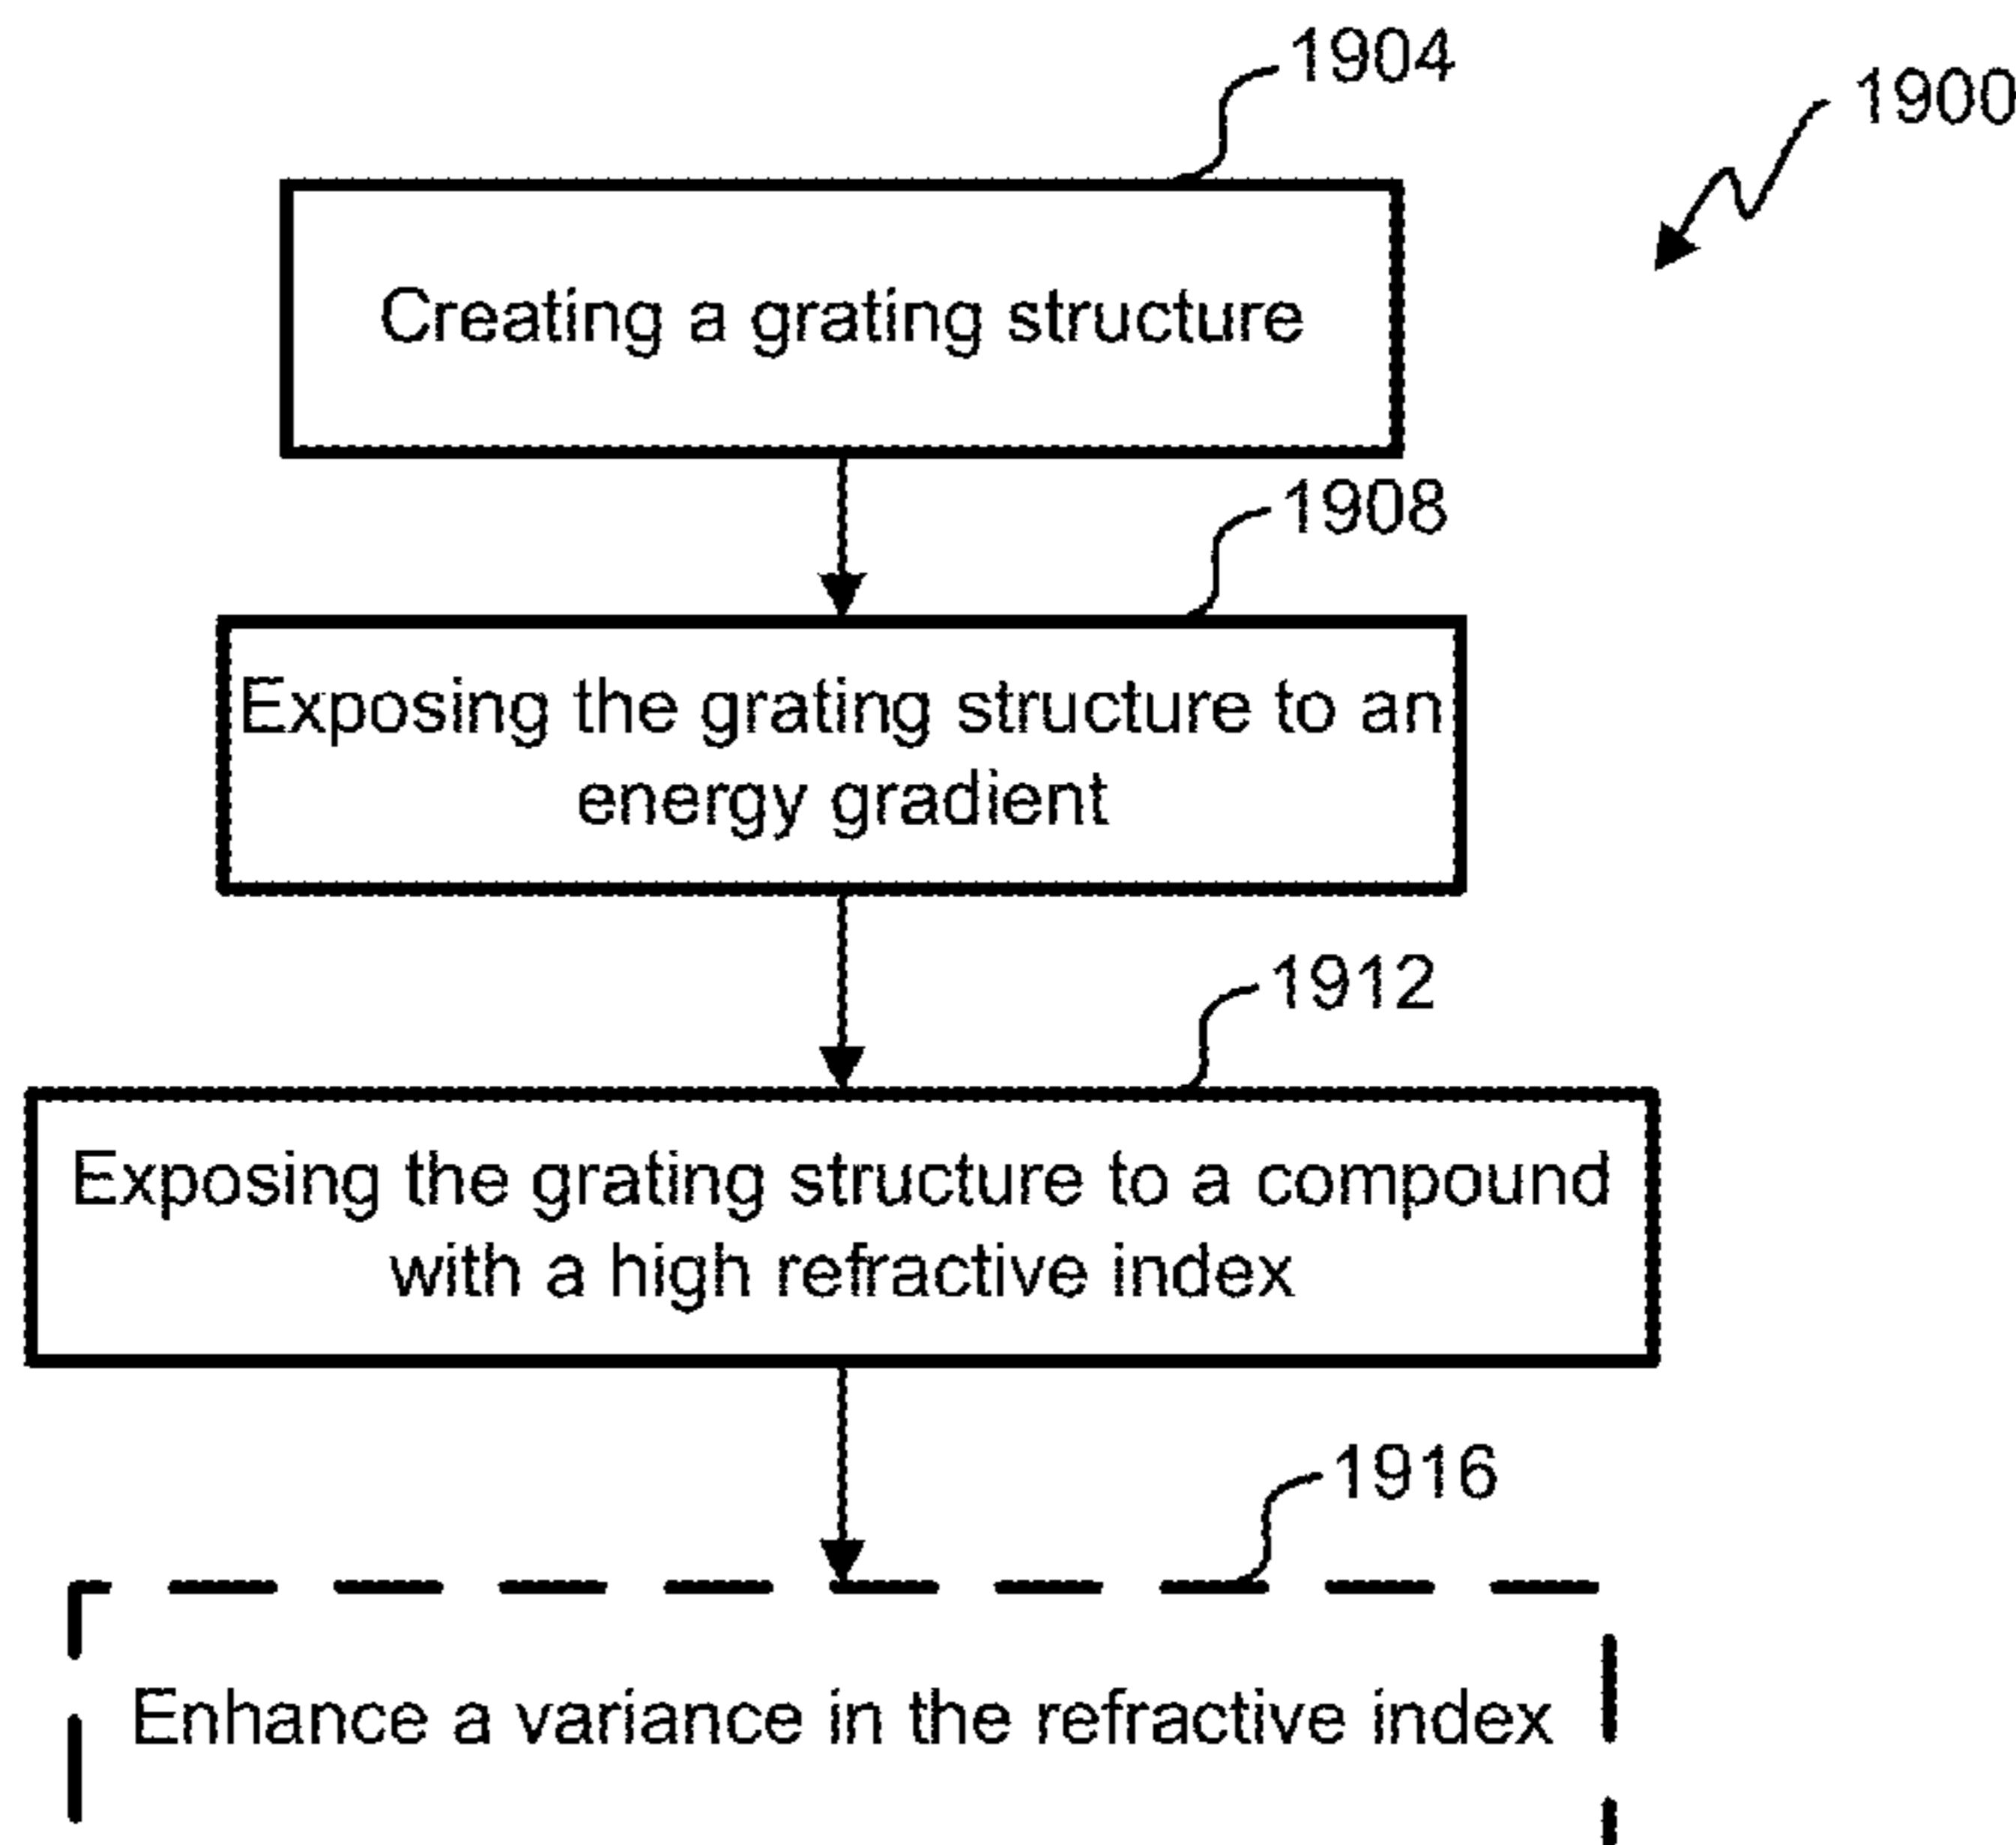 1904
1900
Creating a grating structure
1908
Exposing the grating structure to an
energy gradient
1912
Exposing the grating structure to a compound
with a high refractive index
1916
Enhance a variance in the refractive index